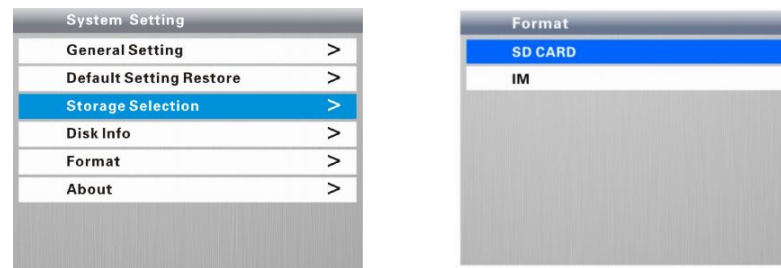 System Setting
General Setting >
Default Setting Restore >
Storage Selection >
Disk Info >
Format >
About >
Format
SD CARD
IM